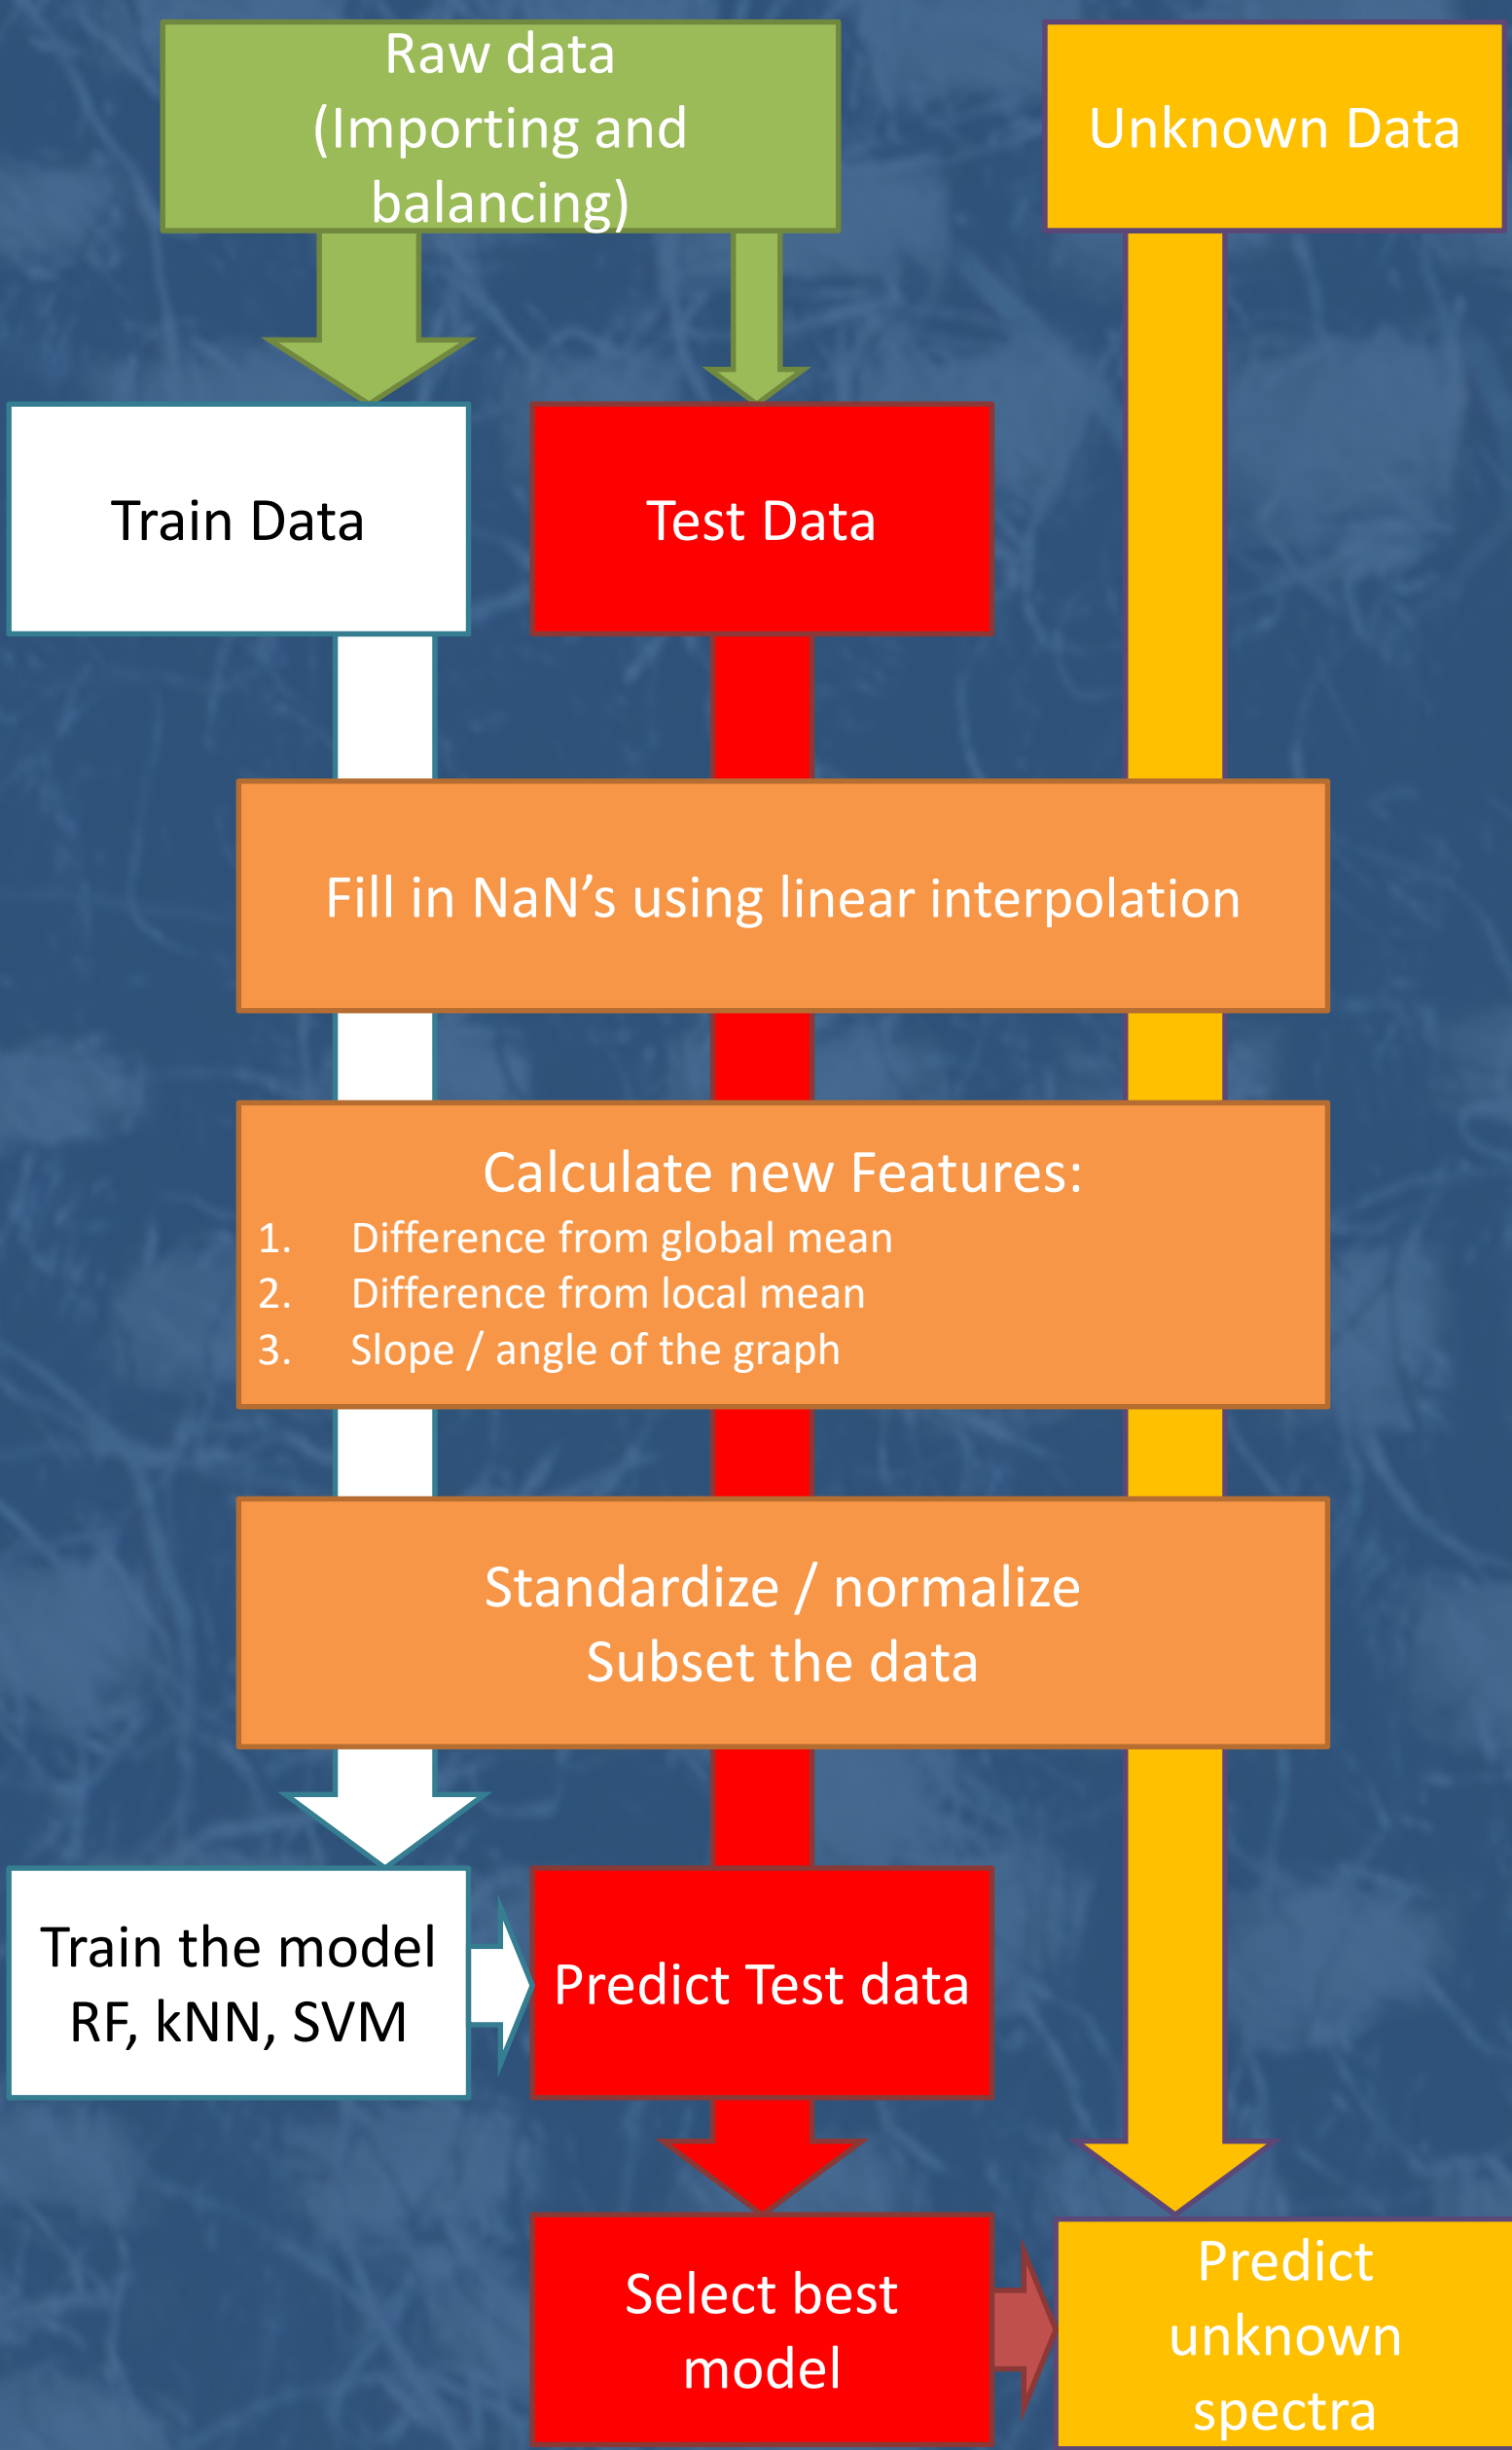 Raw data
(Importing and
balancing)
Unknown Data
Train Data
Test Data
Fill in NaN’s using linear interpolation
Calculate new Features:
1. Difference from global mean
2. Difference from local mean
3. Slope / angle of the graph
Standardize / normalize
Subset the data
Train the model
RF, kNN, SVM
Predict Test data
Select best
model
Predict
unknown
spectra